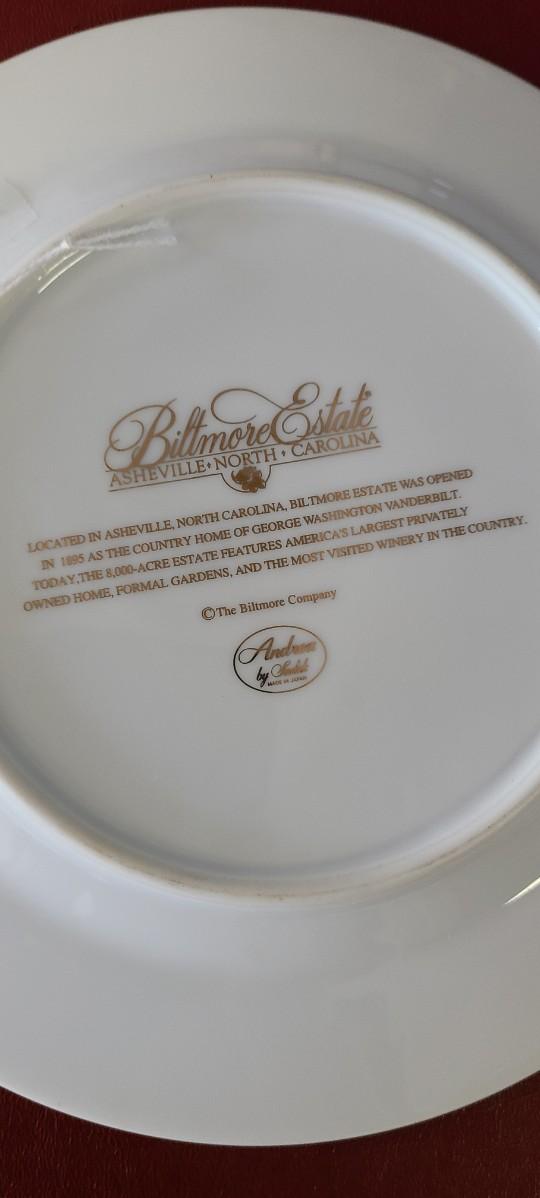 Biltmore Estate
ASHEVILLE • NORTH • CAROLINA
LOCATED IN ASHEVILLE, NORTH CAROLINA, BILTMORE ESTATE WAS OPENED
IN 1895 AS THE COUNTRY HOME OF GEORGE WASHINGTON VANDERBILT.
TODAY, THE 8,000-ACRE ESTATE FEATURES AMERICA'S LARGEST PRIVATELY
OWNED HOME, FORMAL GARDENS, AND THE MOST VISITED WINERY IN THE COUNTRY.
© The Biltmore Company
Andrea
by Sadek
MADE IN JAPAN